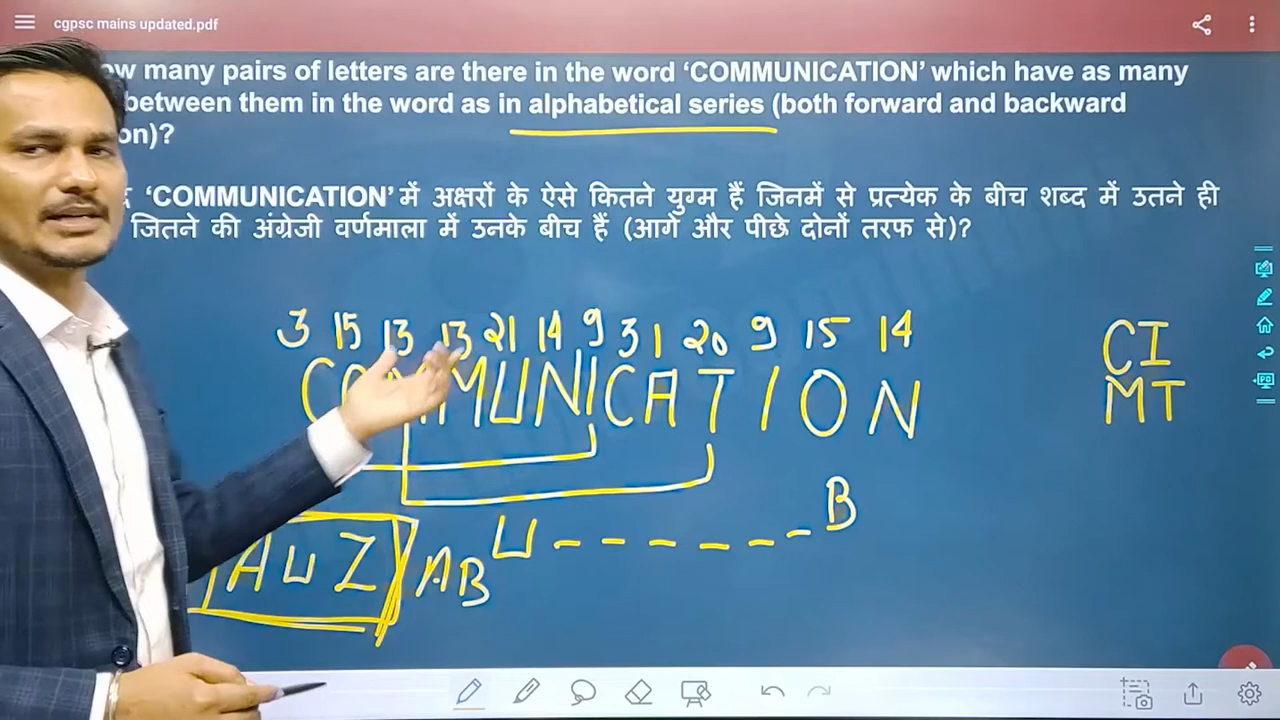 cgpsc mains updated.pdf
ow many pairs of letters are there in the word ‘COMMUNICATION’ which have as many
between them in the word as in alphabetical series (both forward and backward
on)?
‘COMMUNICATION’ में अक्षरों के ऐसे कितने युग्म हैं जिनमें से प्रत्येक के बीच शब्द में उतने ही
जितने की अंग्रेजी वर्णमाला में उनके बीच हैं (आगे और पीछे दोनों तरफ से)?
3 15 13 13 21 14 9 3 1 20 9 15 14
COMMUNICATION
CI
MT
U – – – – – – B
AUZ AB